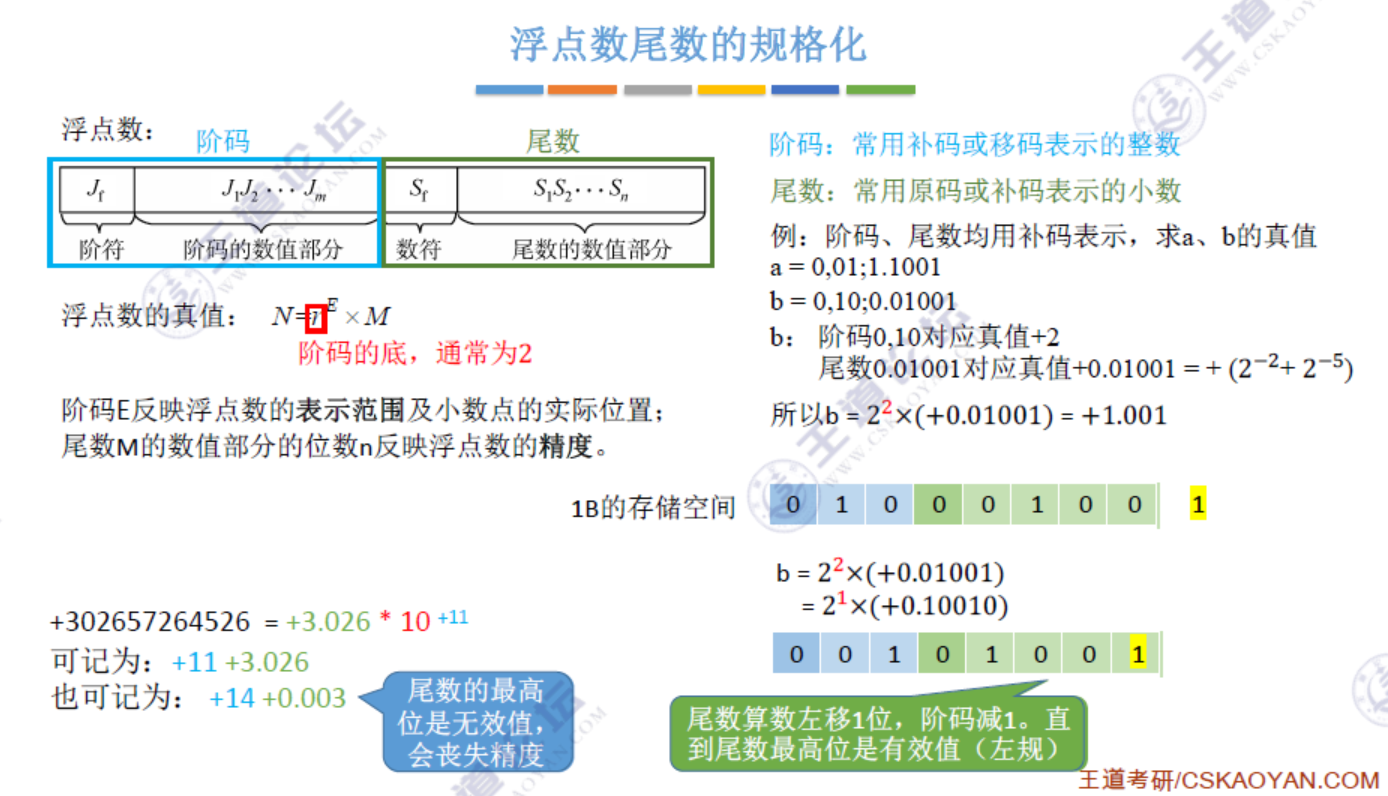 浮点数尾数的规格化
浮点数：
阶码
尾数
J_f J_1J_2⋯J_m S_f S_1S_2⋯S_n
阶符 阶码的数值部分 数符 尾数的数值部分
浮点数的真值： N=r^E×M
阶码的底，通常为2
阶码E反映浮点数的表示范围及小数点的实际位置；
尾数M的数值部分的位数n反映浮点数的精度。
阶码：常用补码或移码表示的整数
尾数：常用原码或补码表示的小数
例：阶码、尾数均用补码表示，求a、b的真值
a = 0,01;1.1001
b = 0,10;0.01001
b： 阶码0,10对应真值+2
尾数0.01001对应真值+0.01001 = + (2^−2+ 2^−5)
所以b = 2^2×(+0.01001) = +1.001
1B的存储空间 0 1 0 0 0 1 0 0 1
b = 2^2×(+0.01001)
= 2^1×(+0.10010)
0 0 1 0 1 0 0 1
尾数算数左移1位，阶码减1。直
到尾数最高位是有效值（左规）
+302657264526 = +3.026 * 10 ^+11
可记为：+11 +3.026
也可记为： +14 +0.003
尾数的最高
位是无效值，
会丧失精度
王道考研/CSKAOYAN.COM
王道论坛
WWW.CSKAOYAN.COM